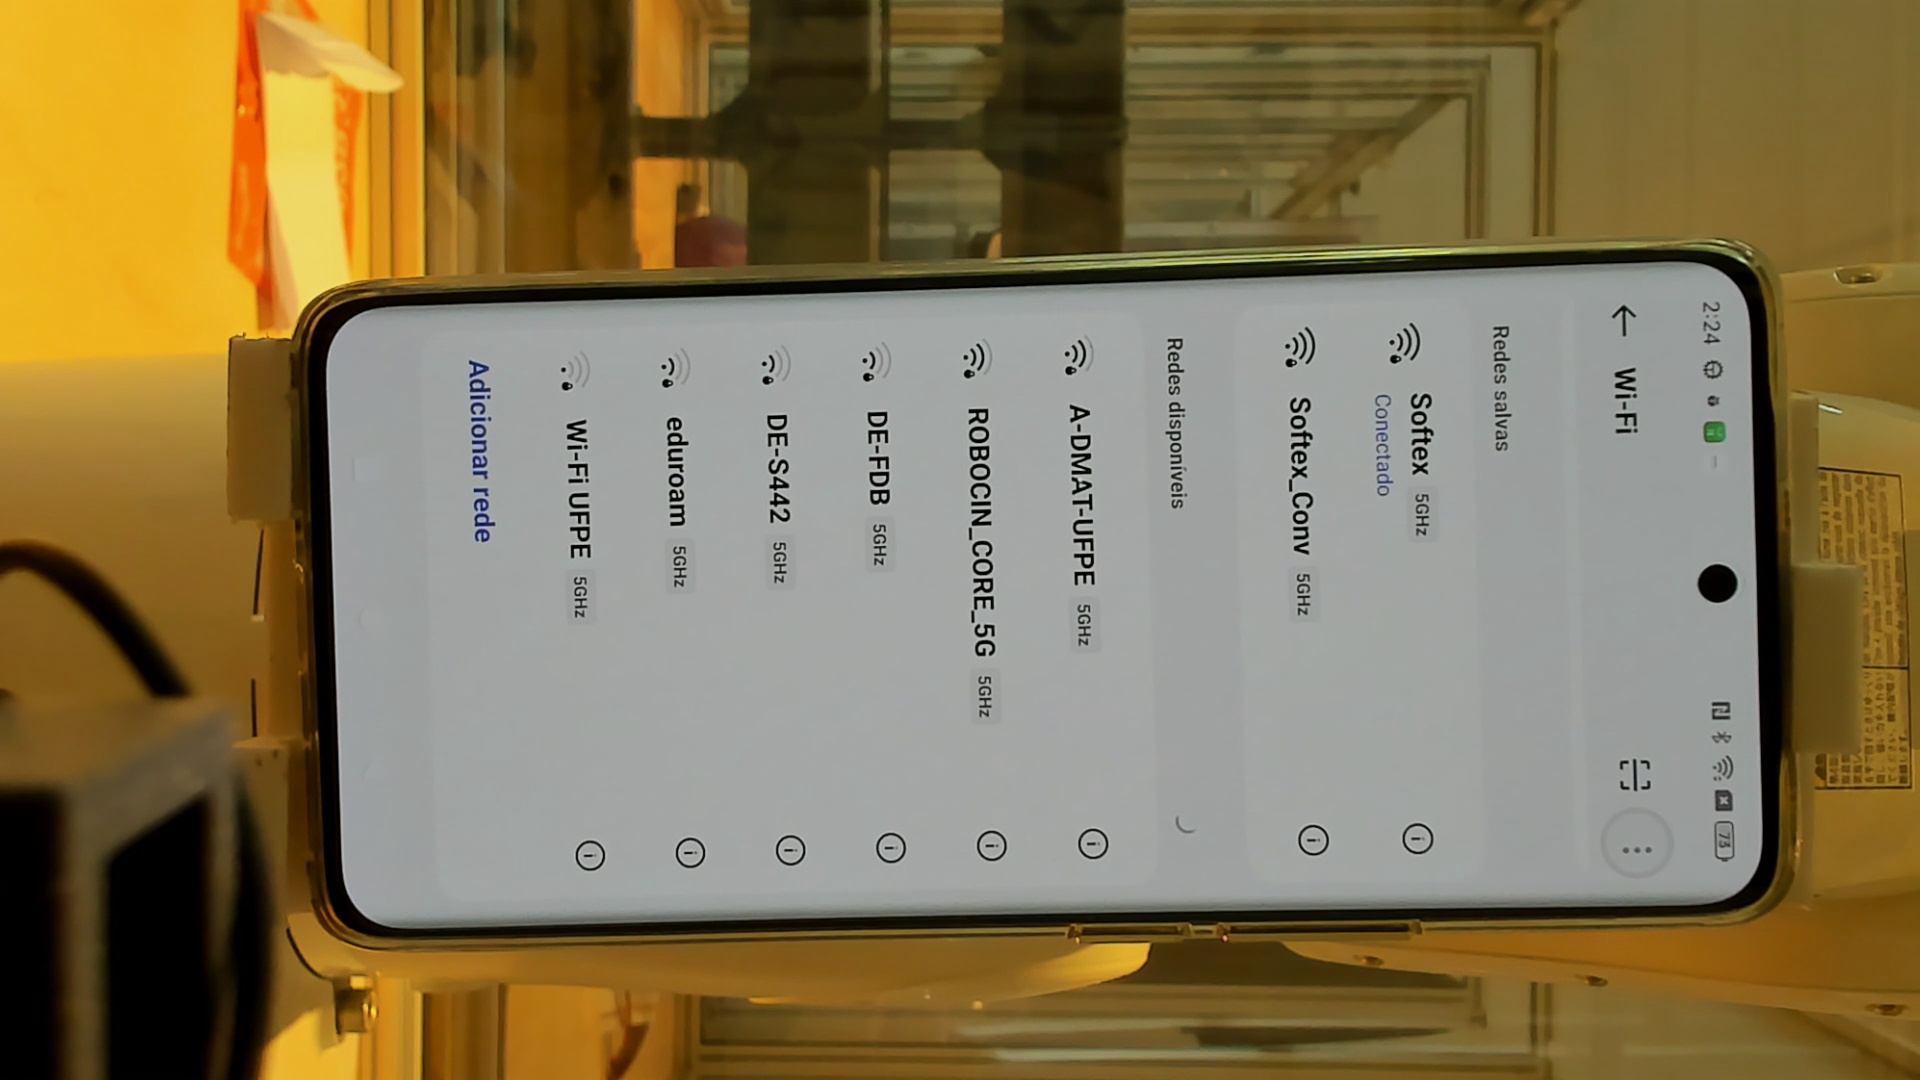 2:24
73
Wi-Fi
Redes salvas
Softex 5GHz
Conectado
Softex_Conv 5GHz
Redes disponíveis
A-DMAT-UFPE 5GHz
ROBOCIN_CORE_5G 5GHz
DE-FDB 5GHz
DE-S442 5GHz
eduroam 5GHz
Wi-Fi UFPE 5GHz
Adicionar rede